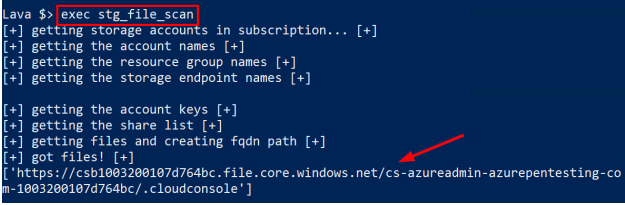 Lava $> exec stg_file_scan
[+] getting storage accounts in subscription... [+]
[+] getting the account names [+]
[+] getting the resource group names [+]
[+] getting the storage endpoint names [+]
[+] getting the account keys [+]
[+] getting the share list [+]
[+] getting files and creating fqdn path [+]
[+] got files! [+]
['https://csb1003200107d764bc.file.core.windows.net/cs-azureadmin-azurepentesting-co
m-1003200107d764bc/.cloudconsole']